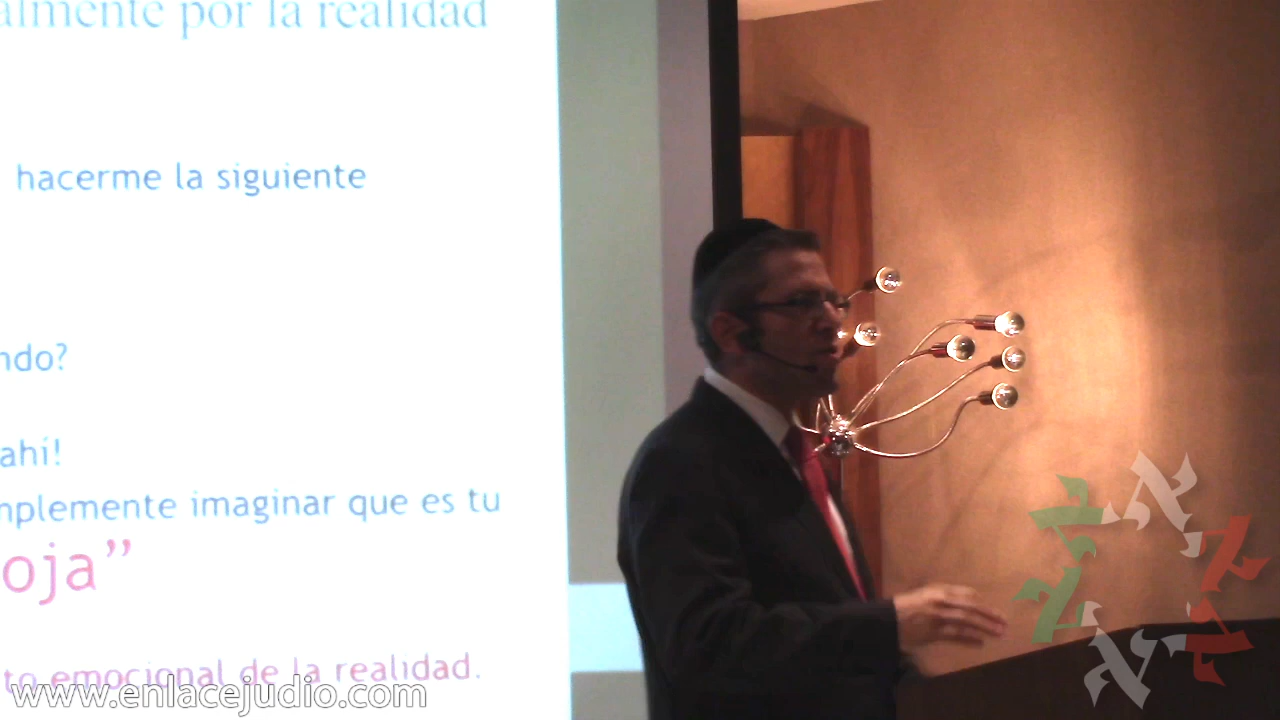 almente por la realidad
hacerme la siguiente
ndo?
ahí!
nplemente imaginar que es tu
oja”
to emocional de la realidad.
www.enlacejudio.com